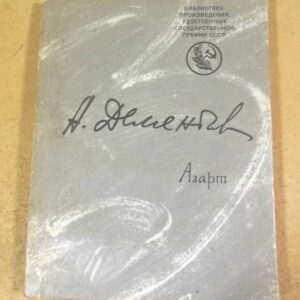 БИБЛИОТЕКА
ПРОИЗВЕДЕНИЙ,
УДОСТОЕННЫХ
ГОСУДАРСТВЕННОЙ
ПРЕМИИ СССР
А. Дементьев
Азарт